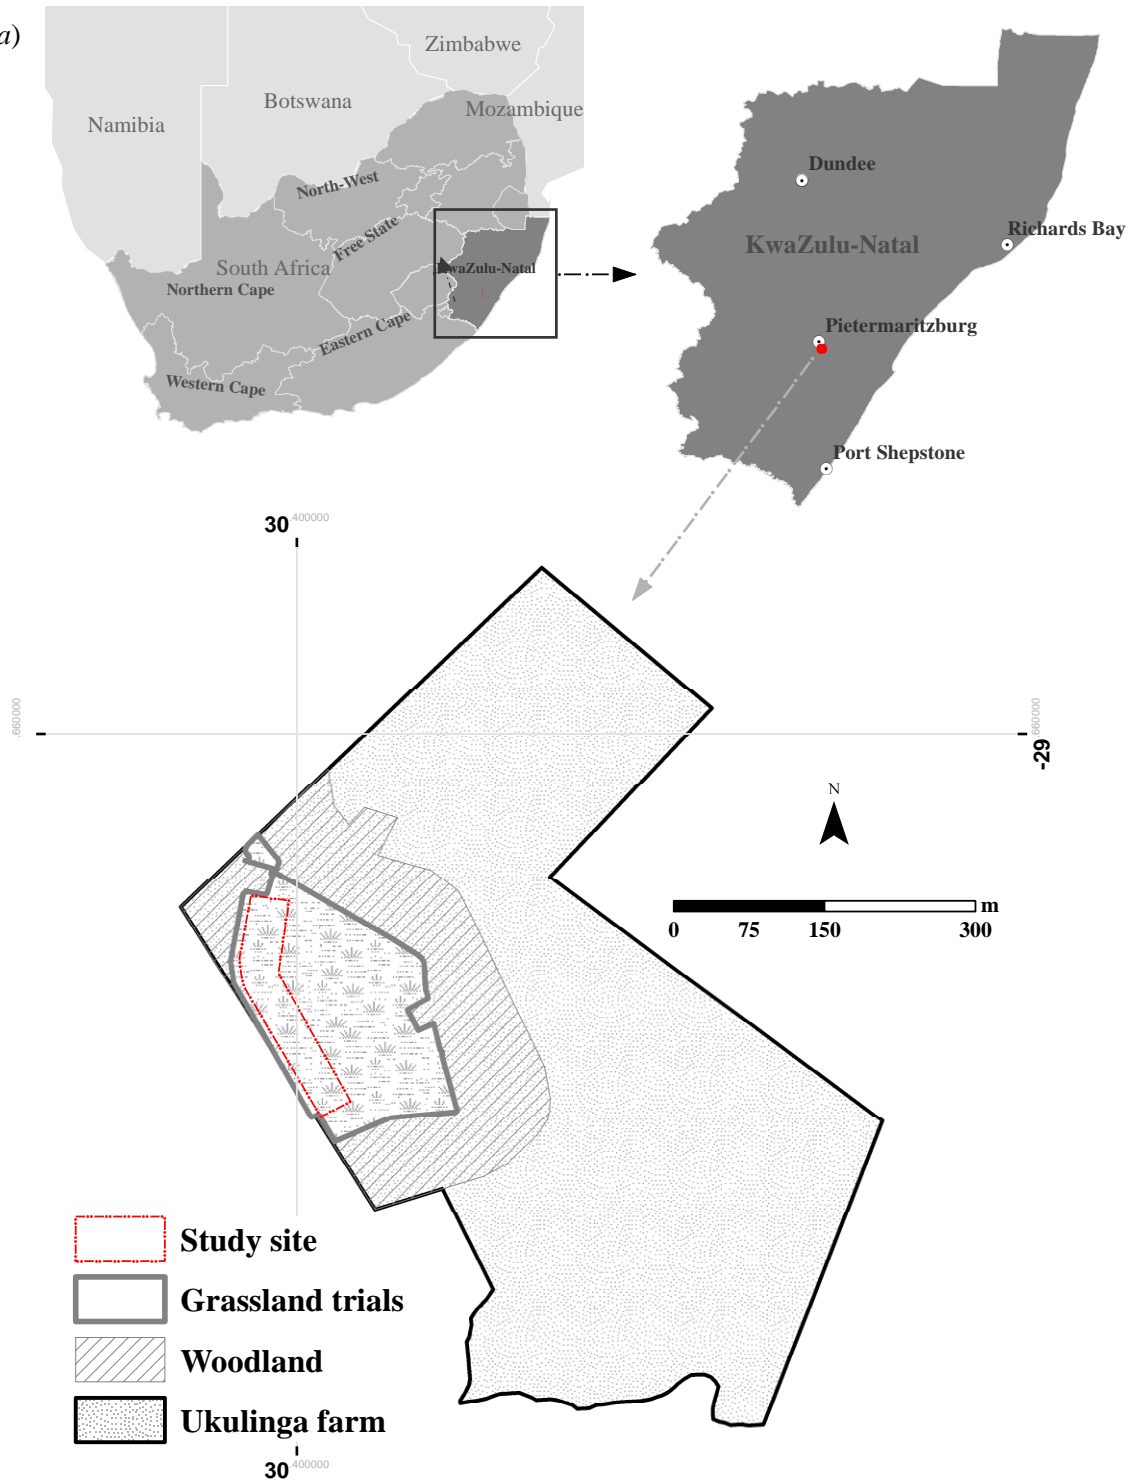 a)
Zimbabwe
Botswana
Mozambique
Namibia
North-West
Free State
South Africa
KwaZulu-Natal
Northern Cape
Eastern Cape
Western Cape
Dundee
Richards Bay
KwaZulu-Natal
Pietermaritzburg
Port Shepstone
30 400000
.660000
-29 .660000
N
m
0 75 150 300
Study site
Grassland trials
Woodland
Ukulinga farm
30 400000